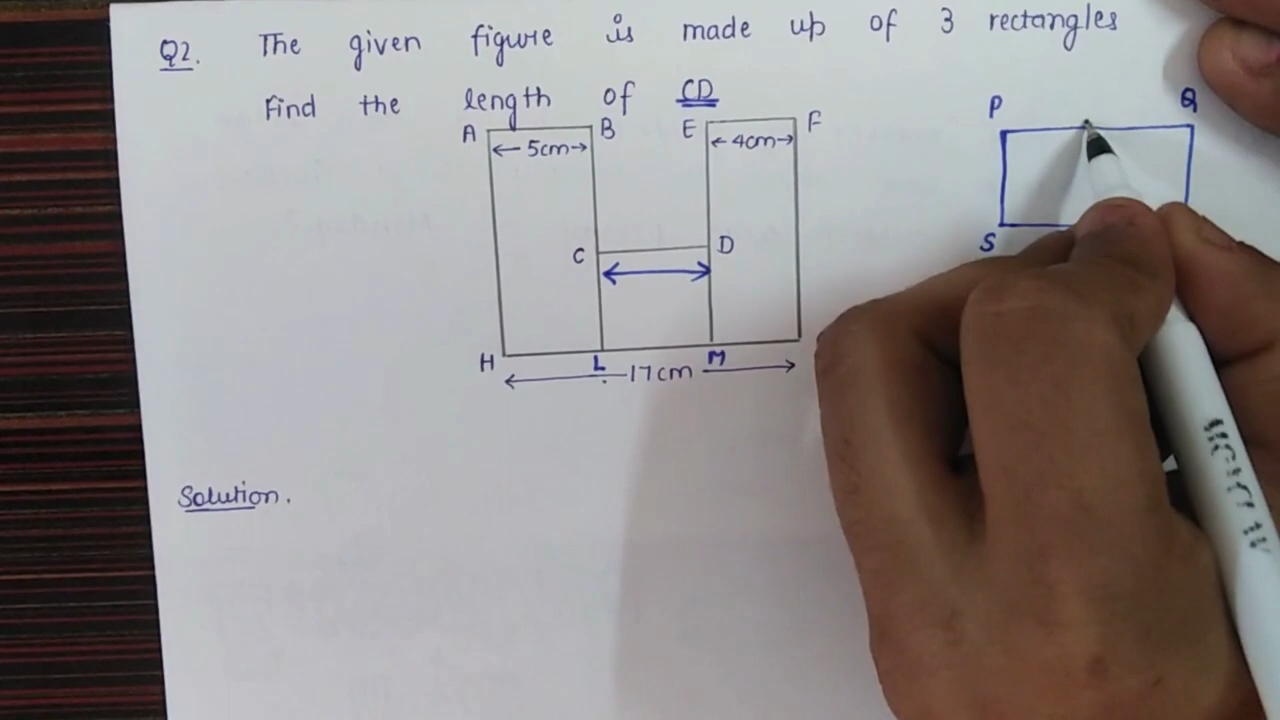 Q2. The given figure is made up of 3 rectangles
Find the length of CD
A B E F P Q
5cm 4cm
C D S
H L M
17cm
Solution.